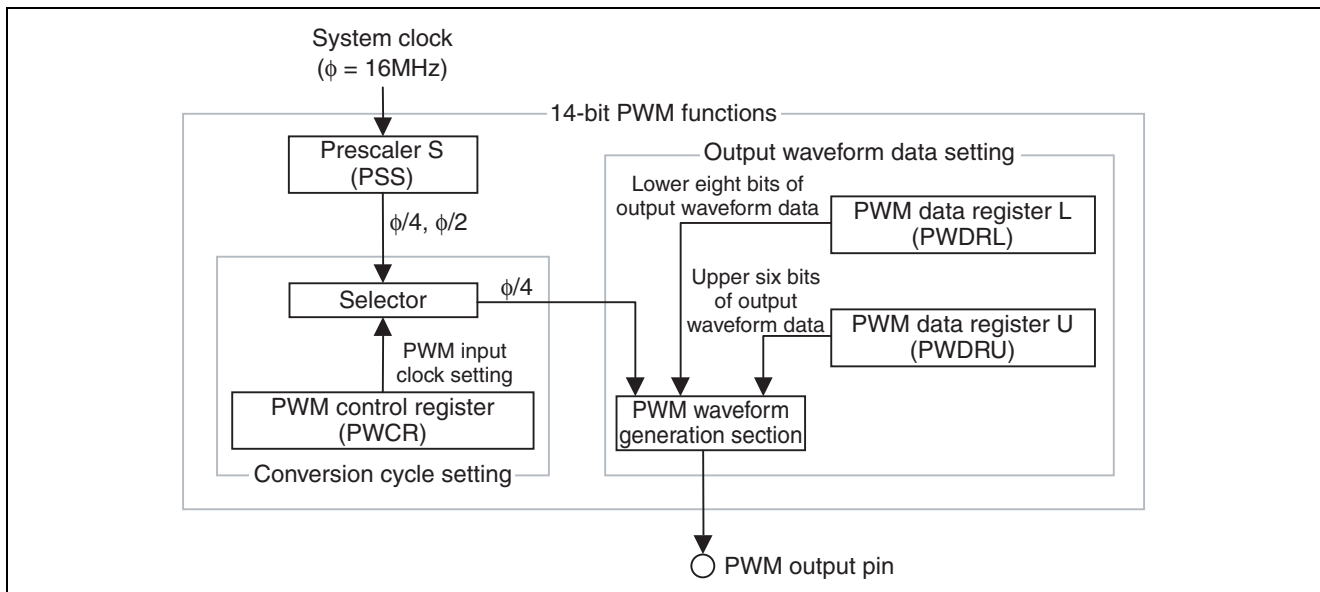 System clock
(ϕ = 16MHz)
14-bit PWM functions
Prescaler S
(PSS)
ϕ/4, ϕ/2
Selector
ϕ/4
PWM input
clock setting
PWM control register
(PWCR)
Conversion cycle setting
Output waveform data setting
Lower eight bits of
output waveform data
PWM data register L
(PWDRL)
Upper six bits
of output
waveform data
PWM data register U
(PWDRU)
PWM waveform
generation section
PWM output pin